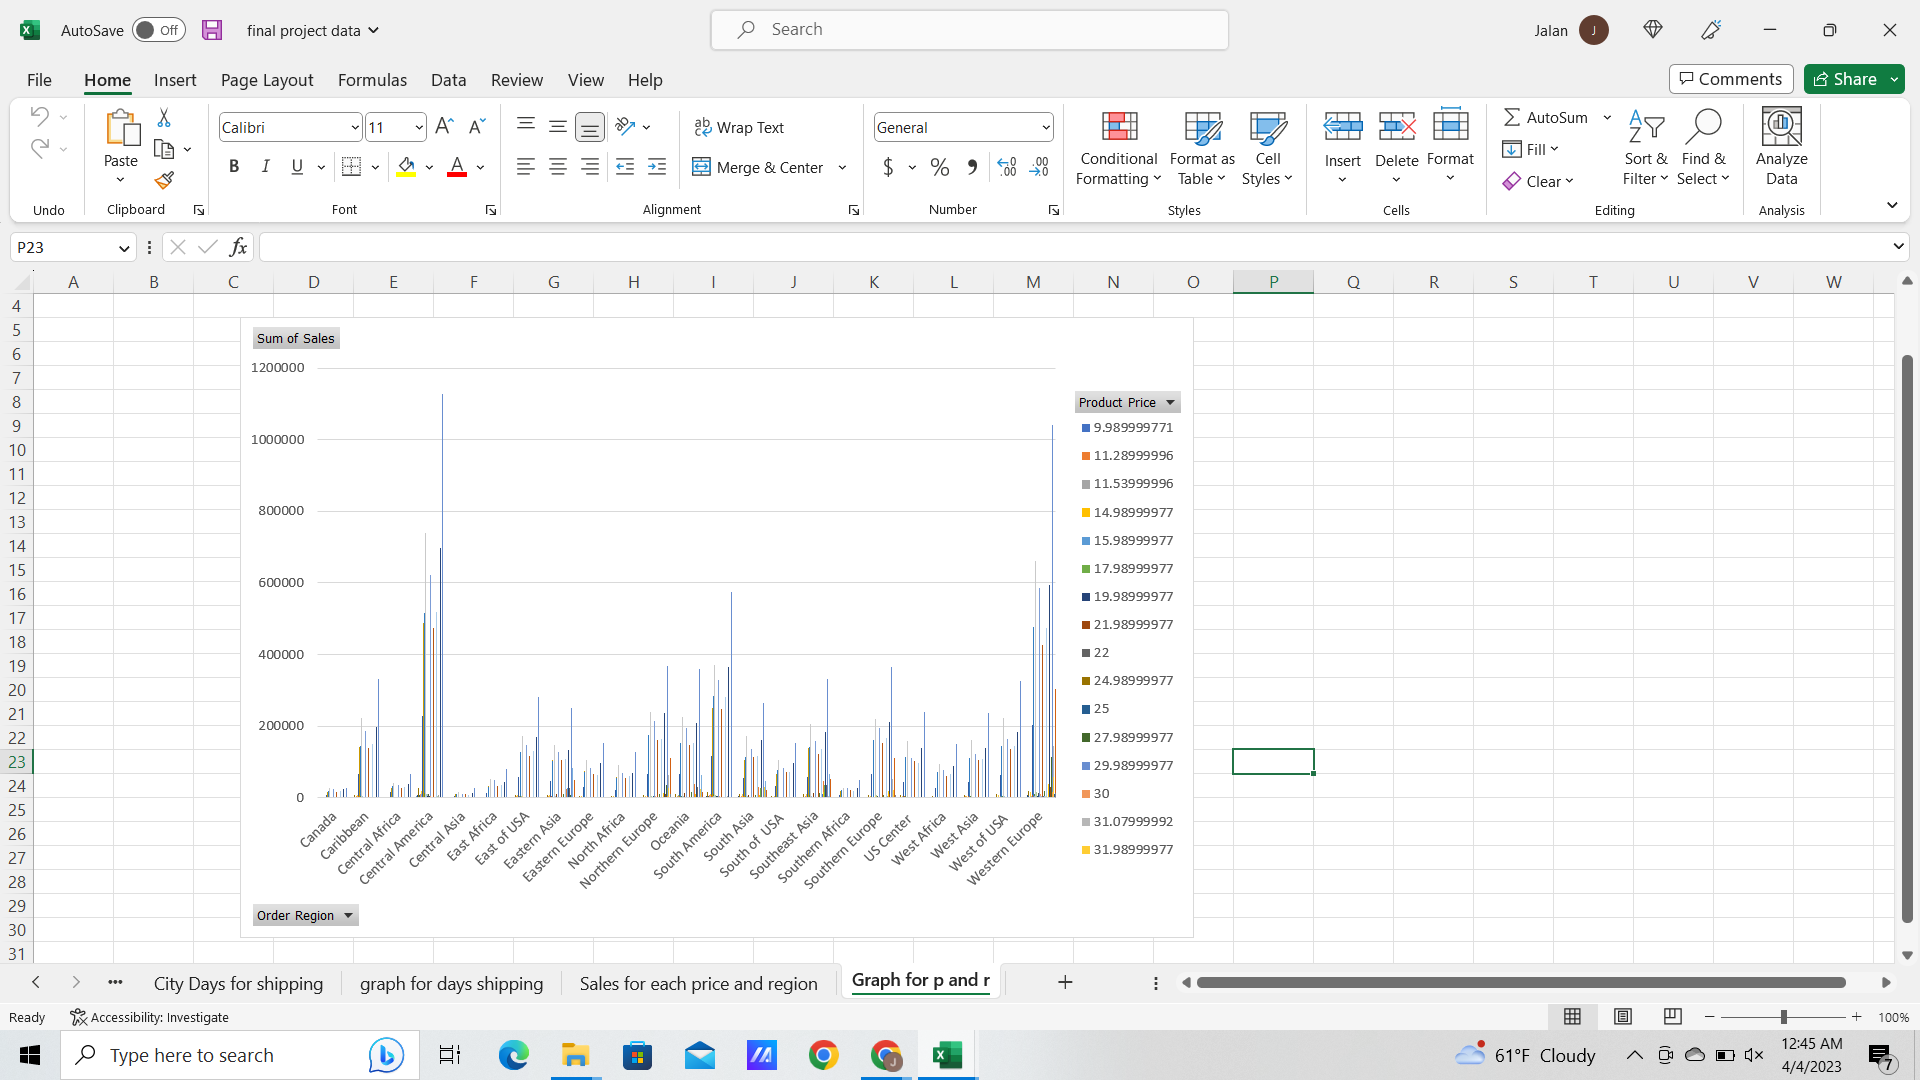 AutoSave Off final project data Search Jalan J
File Home Insert Page Layout Formulas Data Review View Help Comments Share
Calibri 11 Wrap Text General AutoSum
Paste B I U Merge & Center $ % Conditional Formatting Format as Table Cell Styles Insert Delete Format Fill Clear Sort & Filter Find & Select Analyze Data
Undo Clipboard Font Alignment Number Styles Cells Editing Analysis
P23 fx
A B C D E F G H I J K L M N O P Q R S T U V W
4
5
6
7
8
9
10
11
12
13
14
15
16
17
18
19
20
21
22
23
24
25
26
27
28
29
30
31
Sum of Sales
1200000
1000000
800000
600000
400000
200000
0
Canada
Caribbean
Central Africa
Central America
Central Asia
East Africa
East of USA
Eastern Asia
Eastern Europe
North Africa
Northern Europe
Oceania
South America
South Asia
South of USA
Southeast Asia
Southern Africa
Southern Europe
US Center
West Africa
West Asia
West of USA
Western Europe
Product Price
9.989999771
11.28999996
11.53999996
14.98999977
15.98999977
17.98999977
19.98999977
21.98999977
22
24.98999977
25
27.98999977
29.98999977
30
31.07999992
31.98999977
Order Region
City Days for shipping graph for days shipping Sales for each price and region Graph for p and r
Ready Accessibility: Investigate 100%
Type here to search 61°F Cloudy 12:45 AM
4/4/2023 7